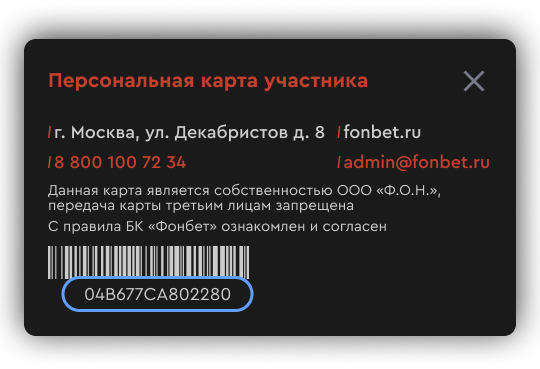 Персональная карта участника
г. Москва, ул. Декабристов д. 8
fonbet.ru
8 800 100 72 34
admin@fonbet.ru
Данная карта является собственностью ООО «Ф.О.Н.»,
передача карты третьим лицам запрещена
С правила БК «Фонбет» ознакомлен и согласен
04B677CA802280